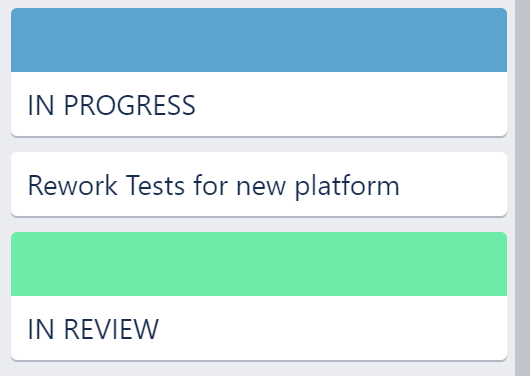 IN PROGRESS
Rework Tests for new platform
IN REVIEW